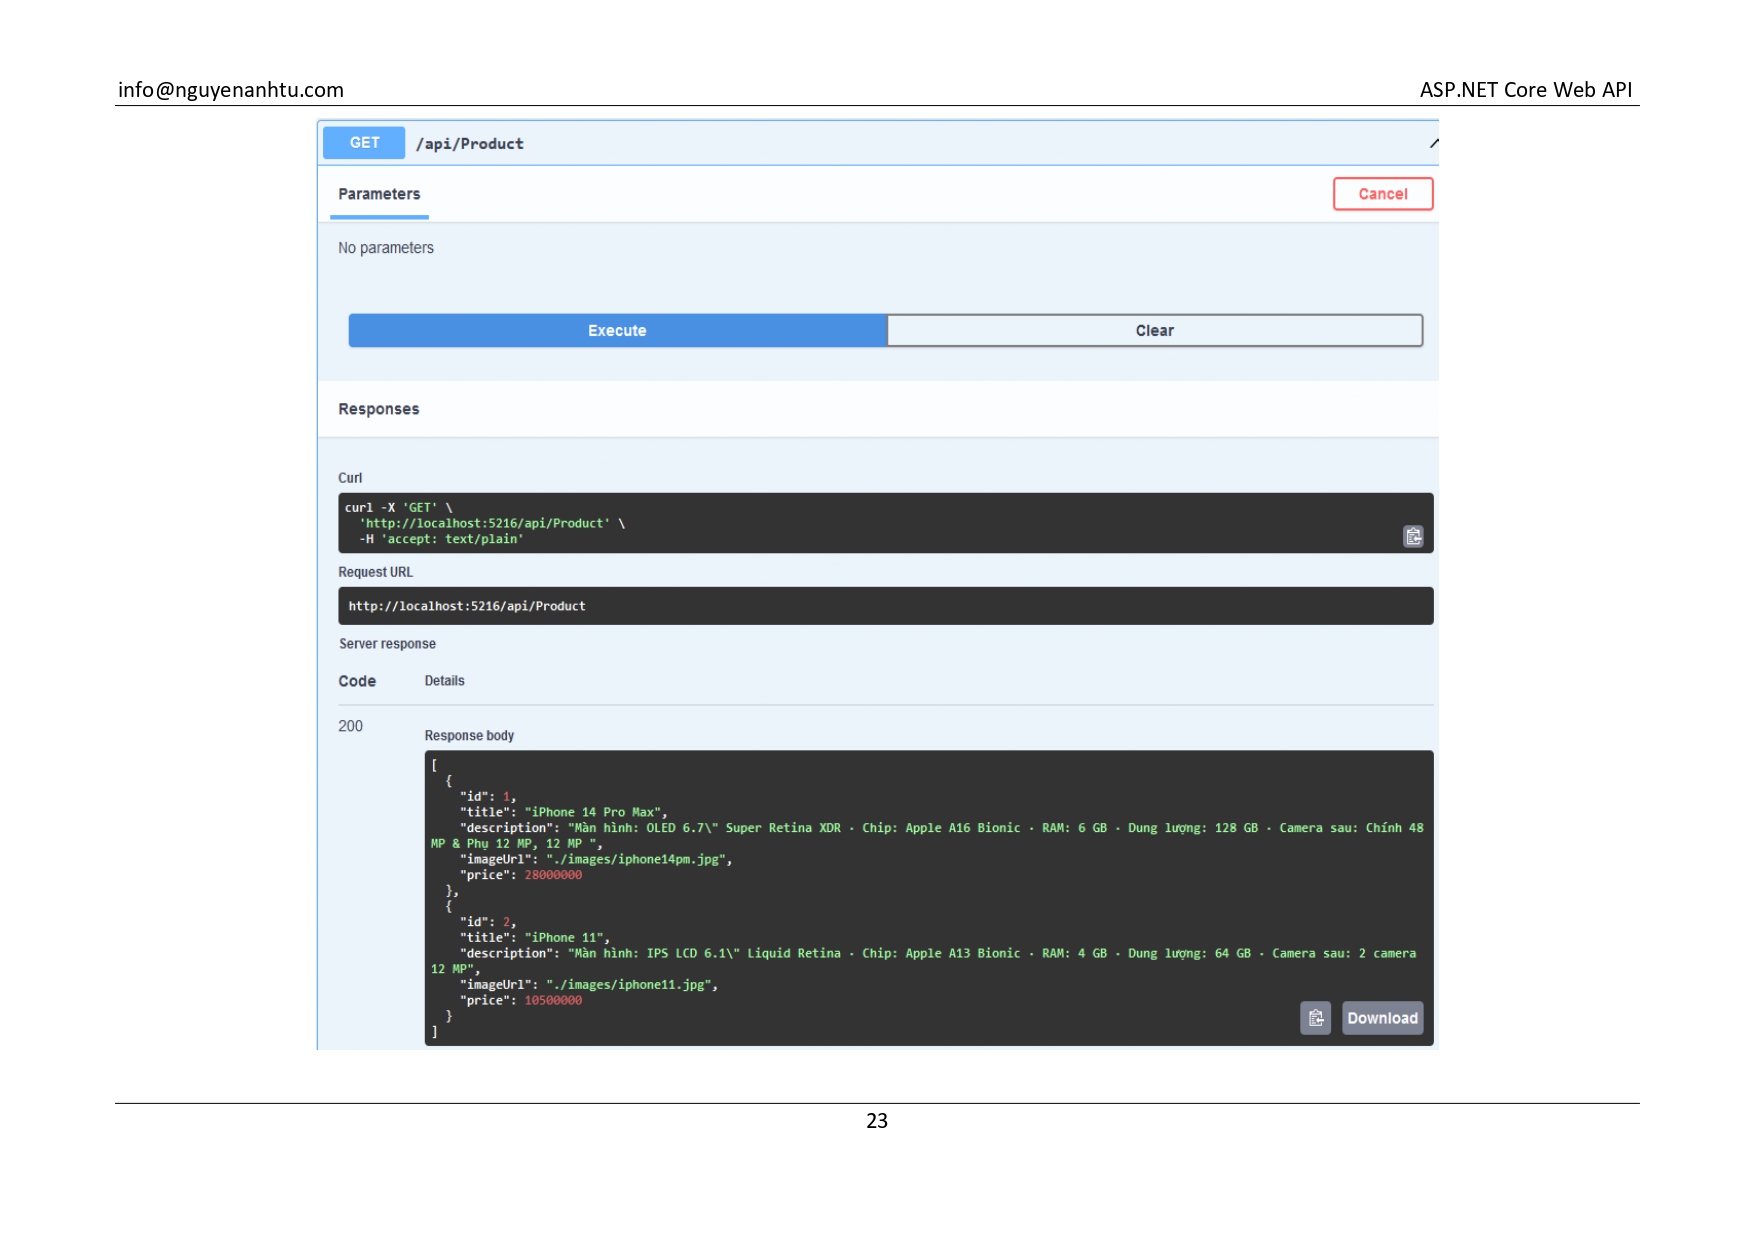 info@nguyenanhtu.com ASP.NET Core Web API
GET /api/Product
Parameters Cancel
No parameters
Execute Clear
Responses
Curl
curl -X 'GET' \
'http://localhost:5216/api/Product' \
-H 'accept: text/plain'
Request URL
http://localhost:5216/api/Product
Server response
Code Details
200
Response body
[
{
"id": 1,
"title": "iPhone 14 Pro Max",
"description": "Màn hình: OLED 6.7\" Super Retina XDR - Chip: Apple A16 Bionic - RAM: 6 GB - Dung lượng: 128 GB - Camera sau: Chính 48
MP & Phụ 12 MP, 12 MP ",
"imageUrl": "./images/iphone14pm.jpg",
"price": 28000000
},
{
"id": 2,
"title": "iPhone 11",
"description": "Màn hình: IPS LCD 6.1\" Liquid Retina - Chip: Apple A13 Bionic - RAM: 4 GB - Dung lượng: 64 GB - Camera sau: 2 camera
12 MP",
"imageUrl": "./images/iphone11.jpg",
"price": 10500000
}
]
Download
23